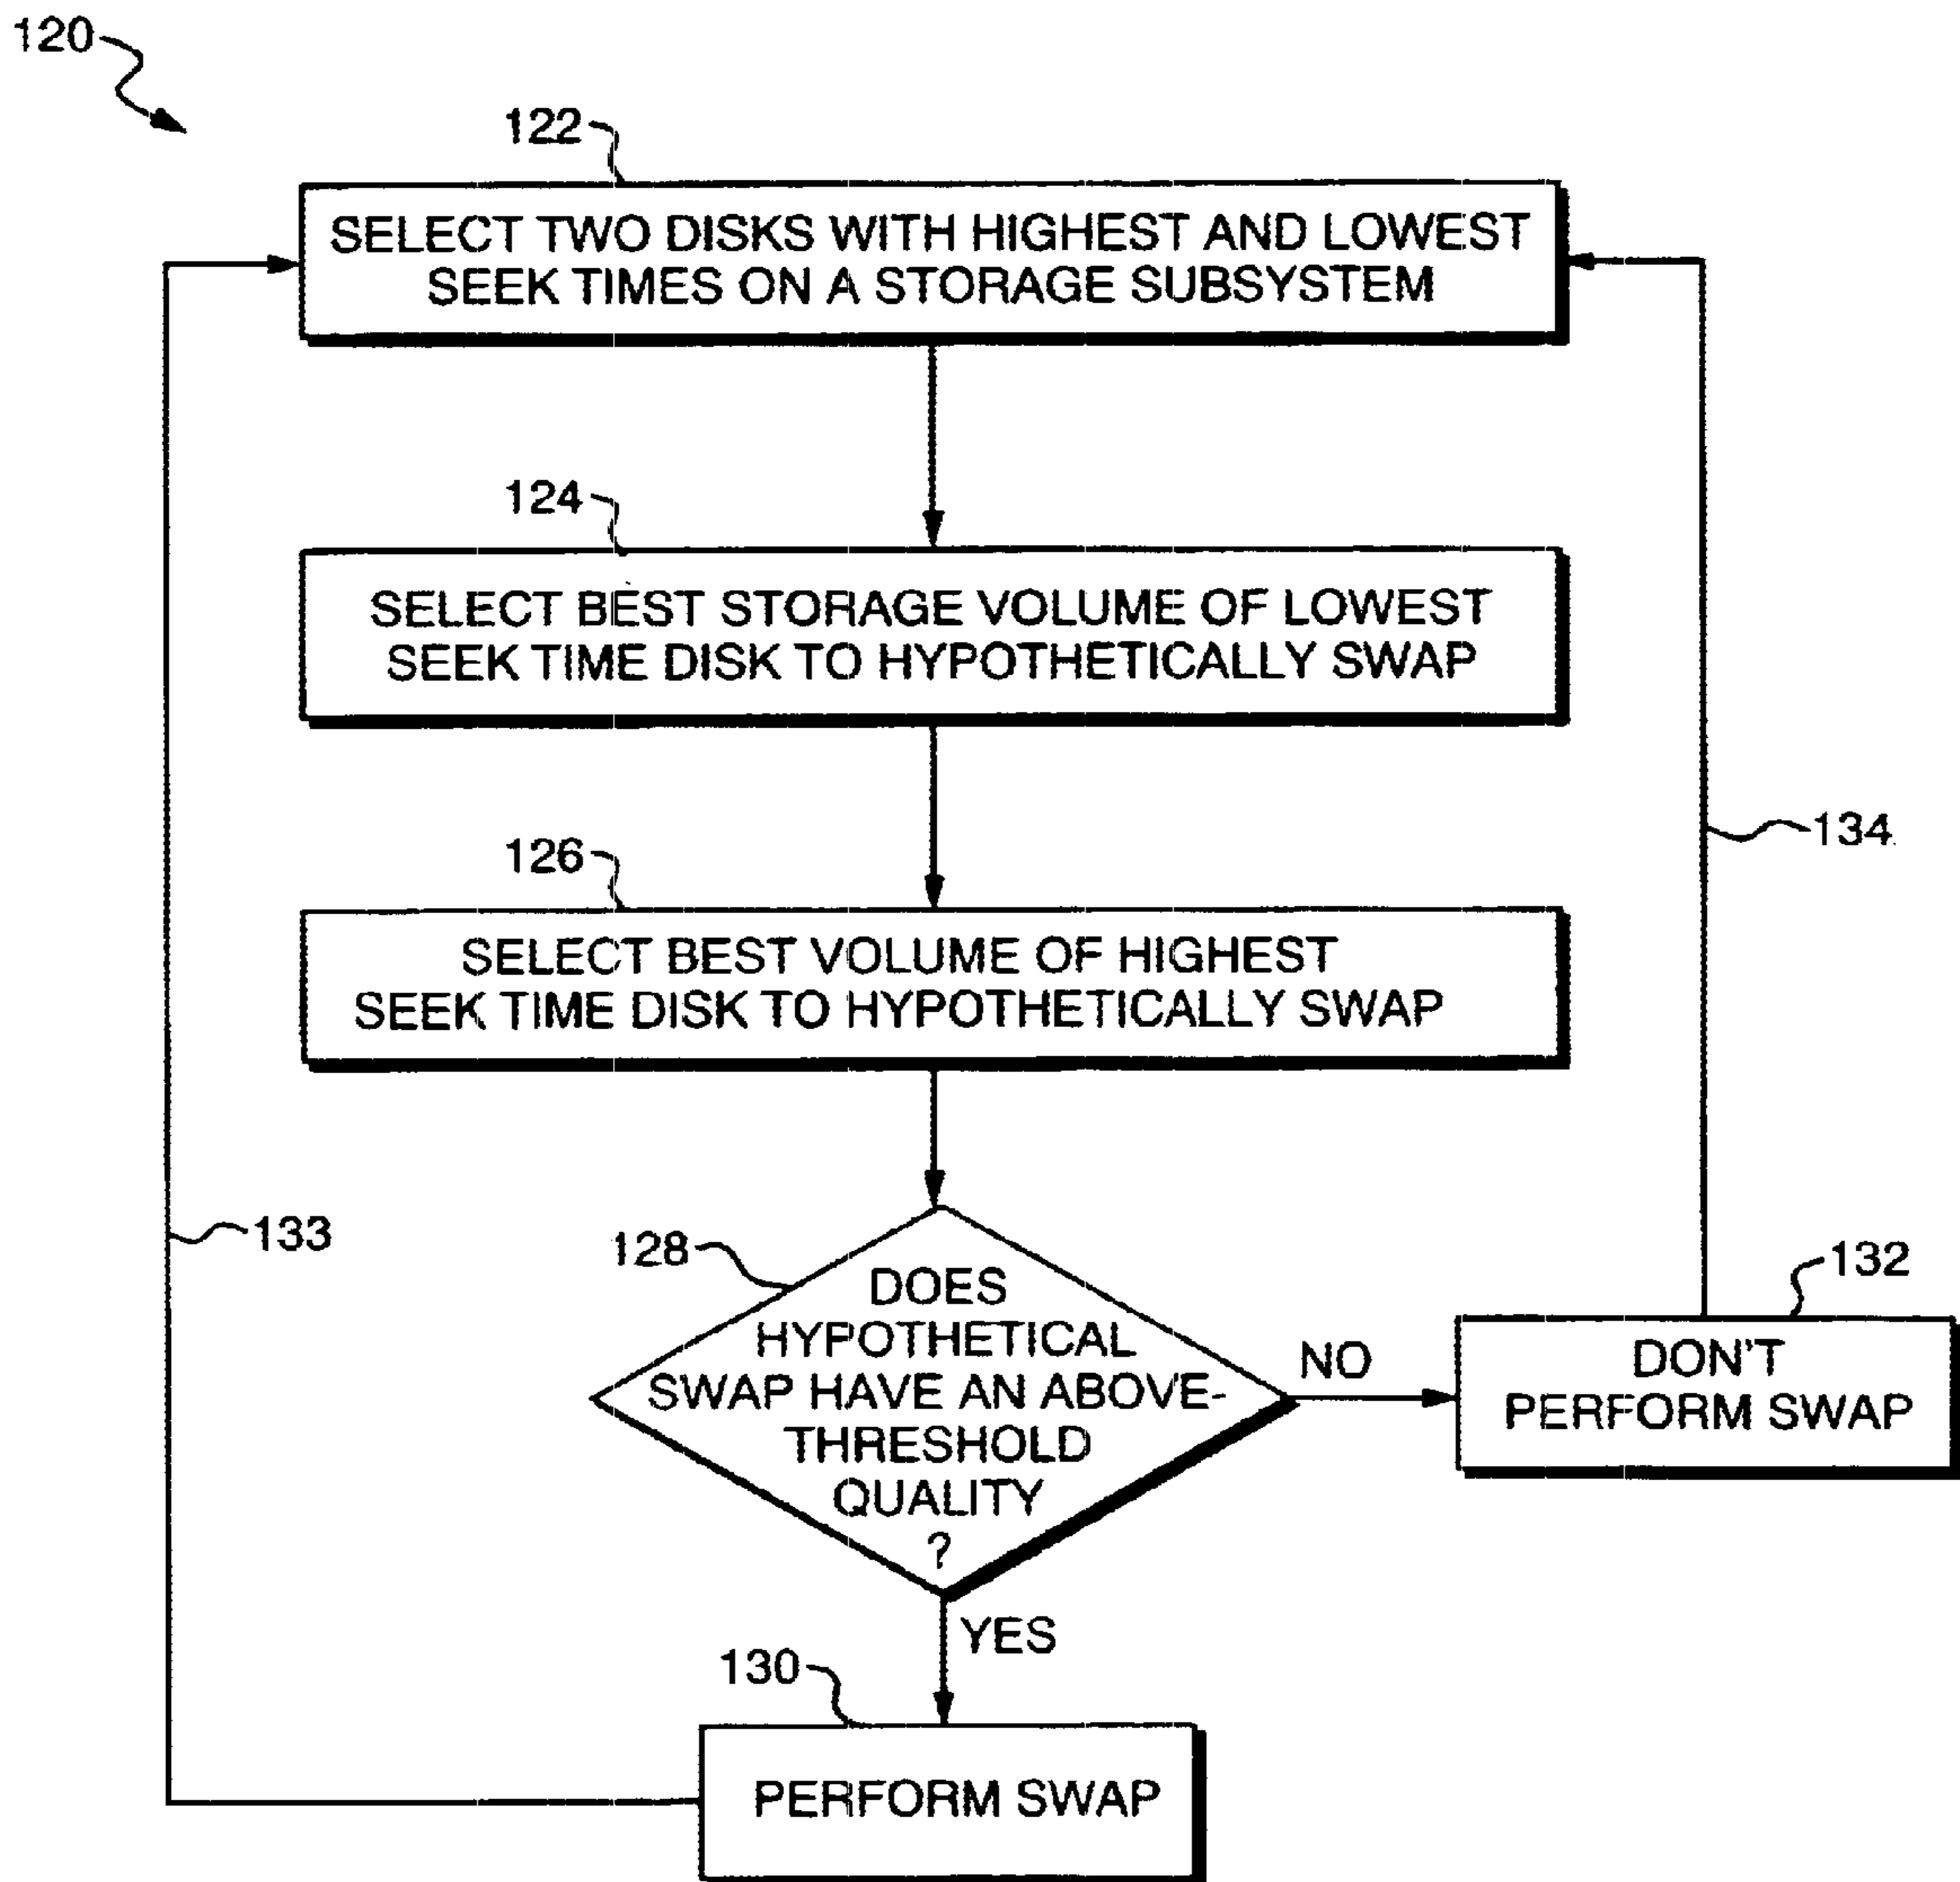 120
122
SELECT TWO DISKS WITH HIGHEST AND LOWEST
SEEK TIMES ON A STORAGE SUBSYSTEM
124
SELECT BEST STORAGE VOLUME OF LOWEST
SEEK TIME DISK TO HYPOTHETICALLY SWAP
134
126
SELECT BEST VOLUME OF HIGHEST
SEEK TIME DISK TO HYPOTHETICALLY SWAP
133
128
DOES
HYPOTHETICAL
SWAP HAVE AN ABOVE-
THRESHOLD
QUALITY
?
NO
132
DON'T
PERFORM SWAP
YES
130
PERFORM SWAP